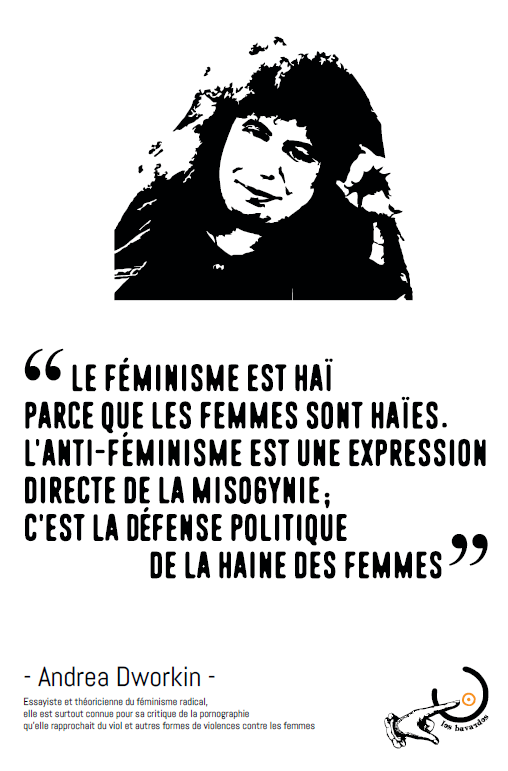 “ LE FÉMINISME EST HAÏ
PARCE QUE LES FEMMES SONT HAÏES.
L'ANTI-FÉMINISME EST UNE EXPRESSION
DIRECTE DE LA MISOGYNIE;
C'EST LA DÉFENSE POLITIQUE
DE LA HAINE DES FEMMES ”
- Andrea Dworkin -
Essayiste et théoricienne du féminisme radical,
elle est surtout connue pour sa critique de la pornographie
qu'elle rapprochait du viol et autres formes de violences contre les femmes
los bavardos